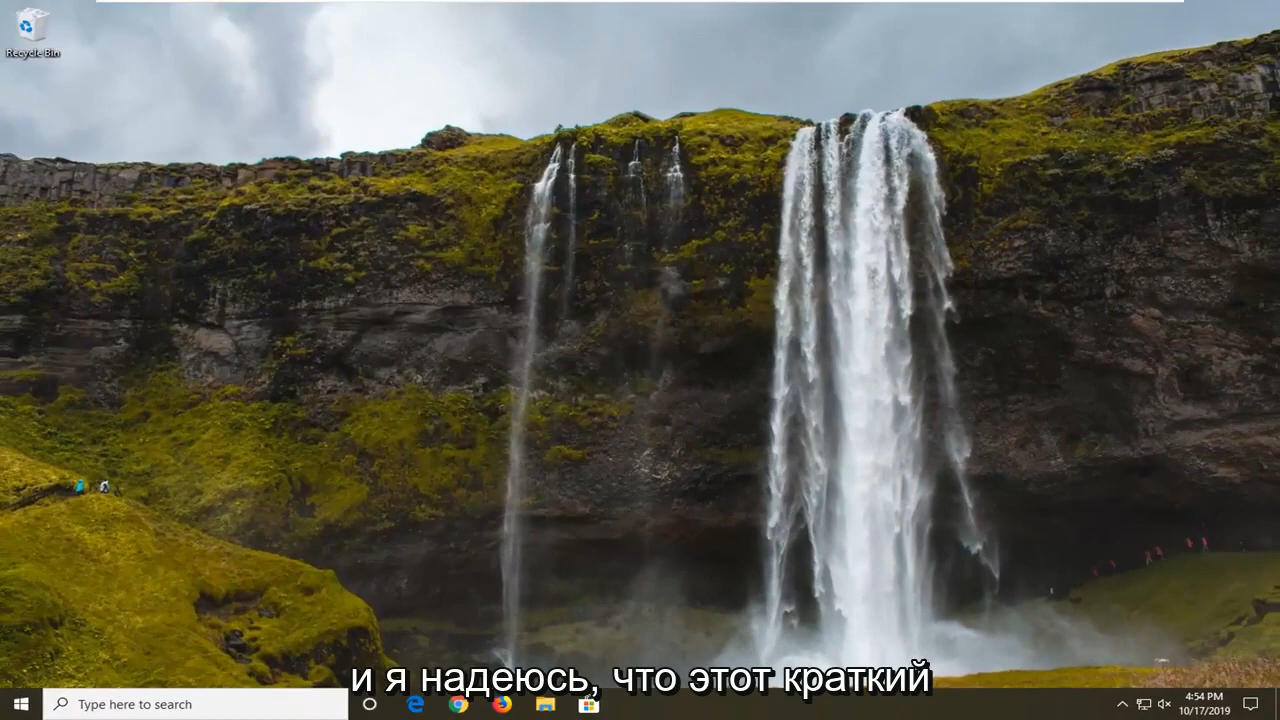 Recycle Bin
и я надеюсь, что этот краткий
Type here to search
4:54 PM
10/17/2019